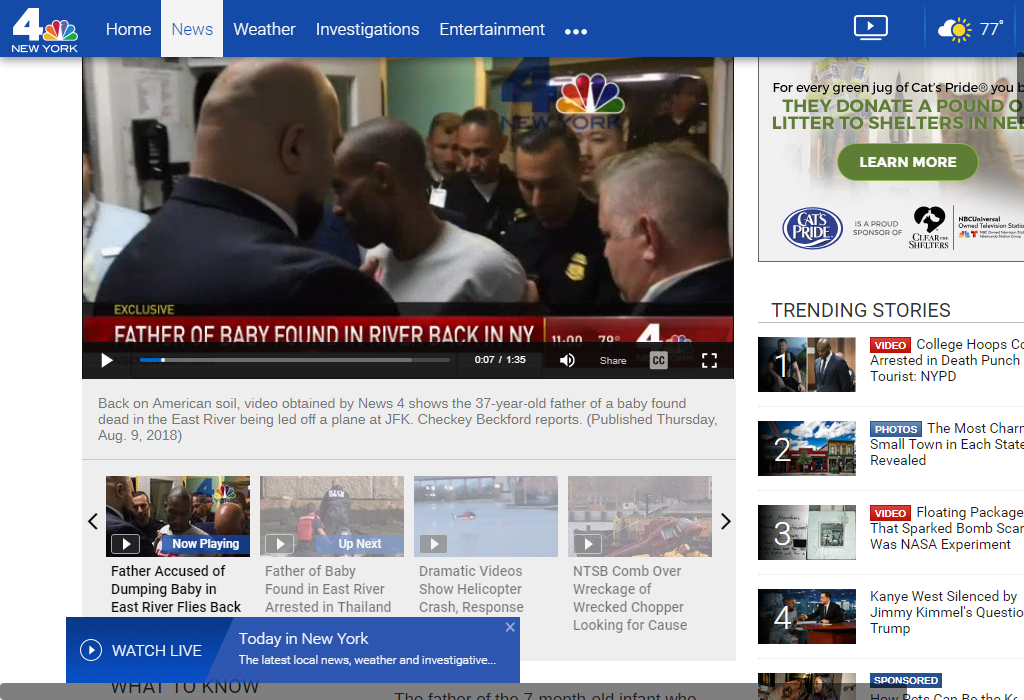 4
NEW YORK
Home
News
Weather
Investigations
Entertainment
77°
4
NEW YORK
EXCLUSIVE
FATHER OF BABY FOUND IN RIVER BACK IN NY
11:00 78°
4
0:07 / 1:35
Share
CC
Back on American soil, video obtained by News 4 shows the 37-year-old father of a baby found
dead in the East River being led off a plane at JFK. Checkey Beckford reports. (Published Thursday,
Aug. 9, 2018)
Now Playing
Father Accused of
Dumping Baby in
East River Flies Back
Up Next
Father of Baby
Found in East River
Arrested in Thailand
Dramatic Videos
Show Helicopter
Crash, Response
NTSB Comb Over
Wreckage of
Wrecked Chopper
Looking for Cause
WATCH LIVE
Today in New York
The latest local news, weather and investigative...
WHAT TO KNOW
The father of the 7-month-old infant who
For every green jug of Cat's Pride® you b
THEY DONATE A POUND O
LITTER TO SHELTERS IN NE
LEARN MORE
CAT'S
PRIDE
IS A PROUD
SPONSOR OF
CLEAR THE
SHELTERS
NBCUniversal
Owned Television Statio
TRENDING STORIES
1
VIDEO College Hoops Co
Arrested in Death Punch
Tourist: NYPD
2
PHOTOS The Most Charm
Small Town in Each State
Revealed
3
VIDEO Floating Package
That Sparked Bomb Scar
Was NASA Experiment
4
Kanye West Silenced by
Jimmy Kimmel's Questio
Trump
SPONSORED
How Pets Can Be the Ke